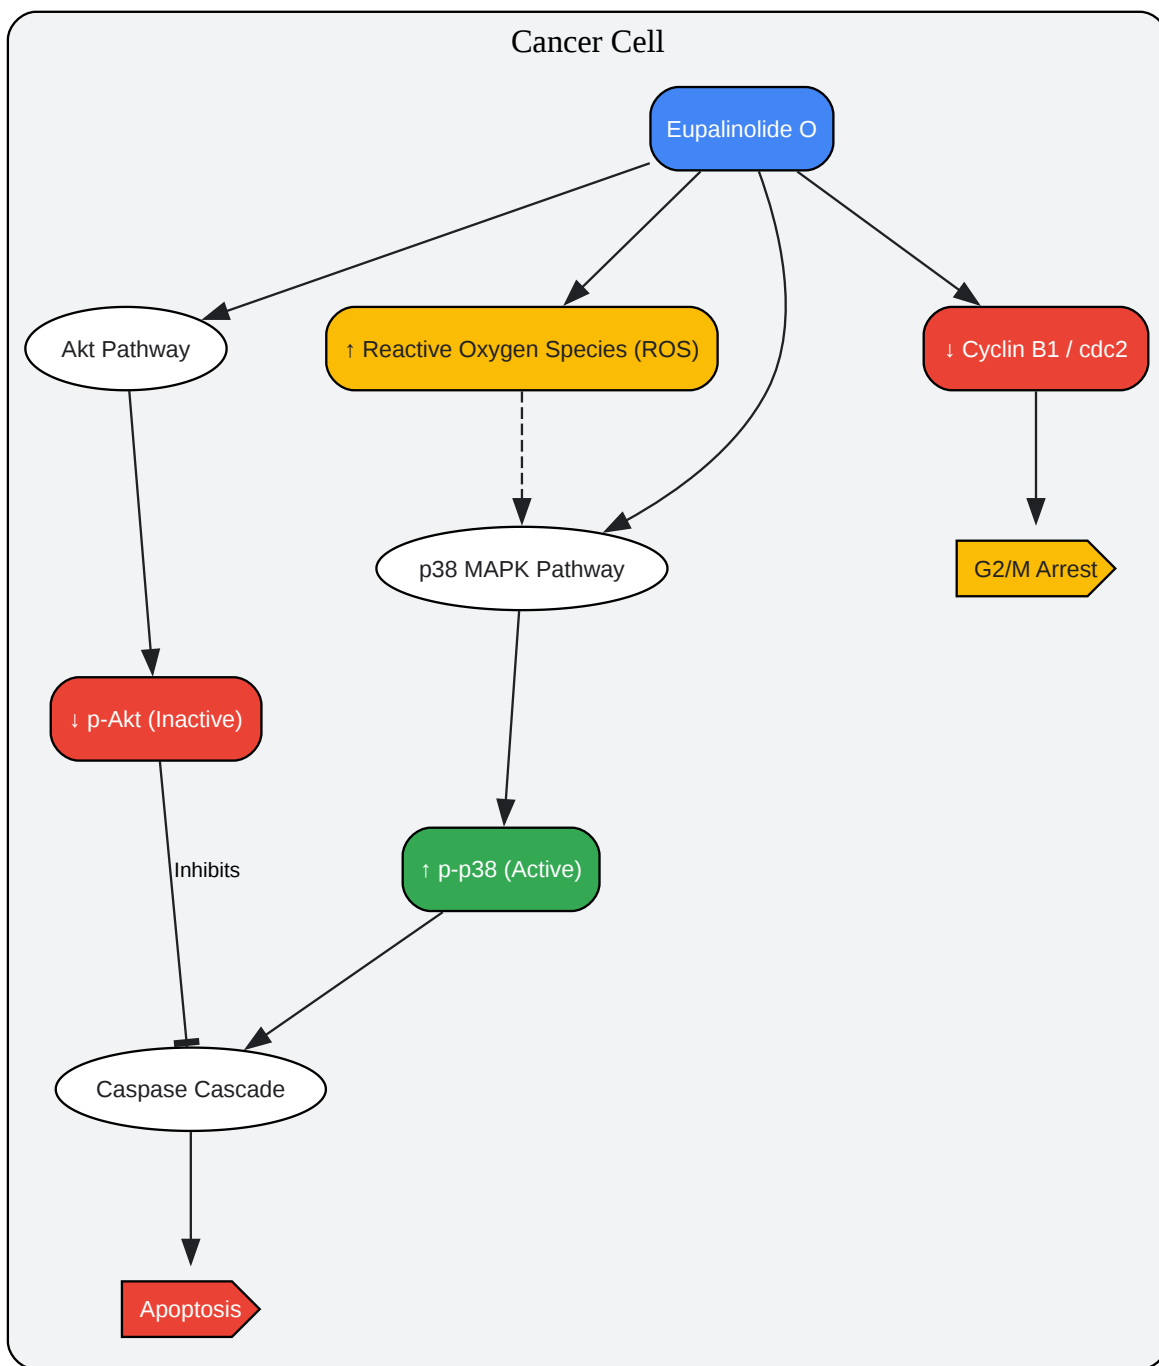 Cancer Cell
Eupalinolide O
Akt Pathway
↑ Reactive Oxygen Species (ROS)
↓ Cyclin B1 / cdc2
p38 MAPK Pathway
G2/M Arrest
↓ p-Akt (Inactive)
Inhibits
↑ p-p38 (Active)
Caspase Cascade
Apoptosis